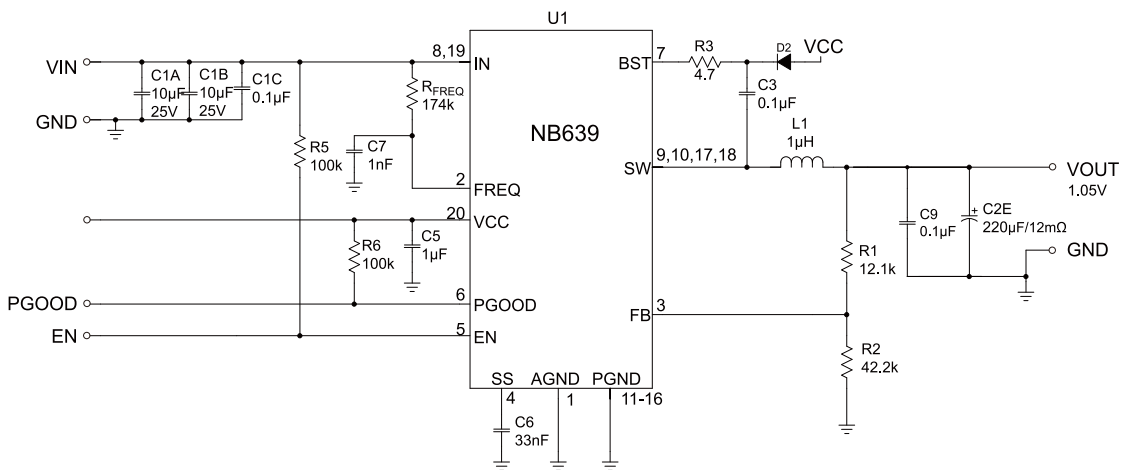 U1
NB639
VIN
GND
C1A
10µF
25V
C1B
10µF
25V
C1C
0.1µF
R5
100k
RFREQ
174k
C7
1nF
8,19
IN
2
FREQ
20
VCC
R6
100k
C5
1µF
PGOOD
6
PGOOD
EN
5
EN
SS
4
C6
33nF
AGND
1
PGND
11-16
BST
7
R3
4.7
D2
VCC
C3
0.1µF
SW
9,10,17,18
L1
1µH
VOUT
1.05V
C9
0.1µF
C2E
220µF/12mΩ
+
GND
R1
12.1k
FB
3
R2
42.2k